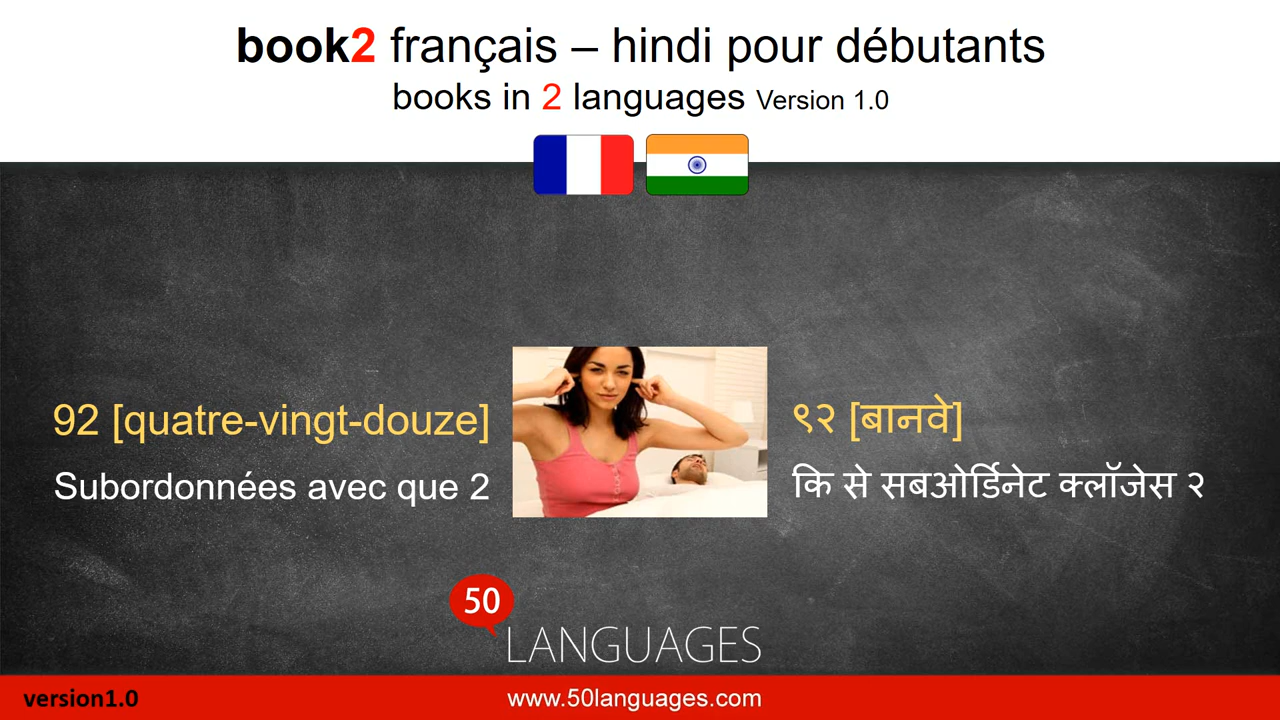 book2 français – hindi pour débutants
books in 2 languages Version 1.0
92 [quatre-vingt-douze]
Subordonnées avec que 2
९२ [बानवे]
कि से सबओर्डिनेट क्लॉजेस २
50
LANGUAGES
version1.0
www.50languages.com